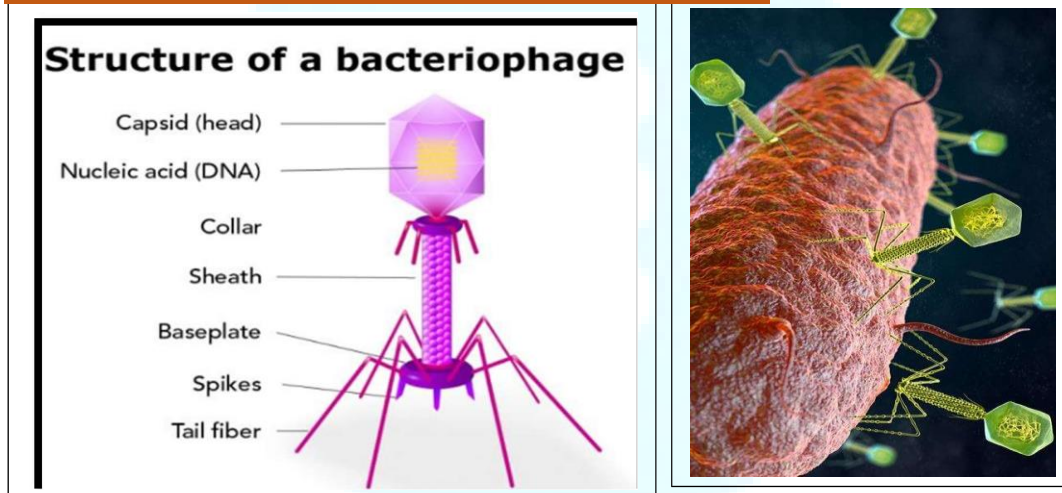 Structure of a bacteriophage
Capsid (head)
Nucleic acid (DNA)
Collar
Sheath
Baseplate
Spikes
Tail fiber